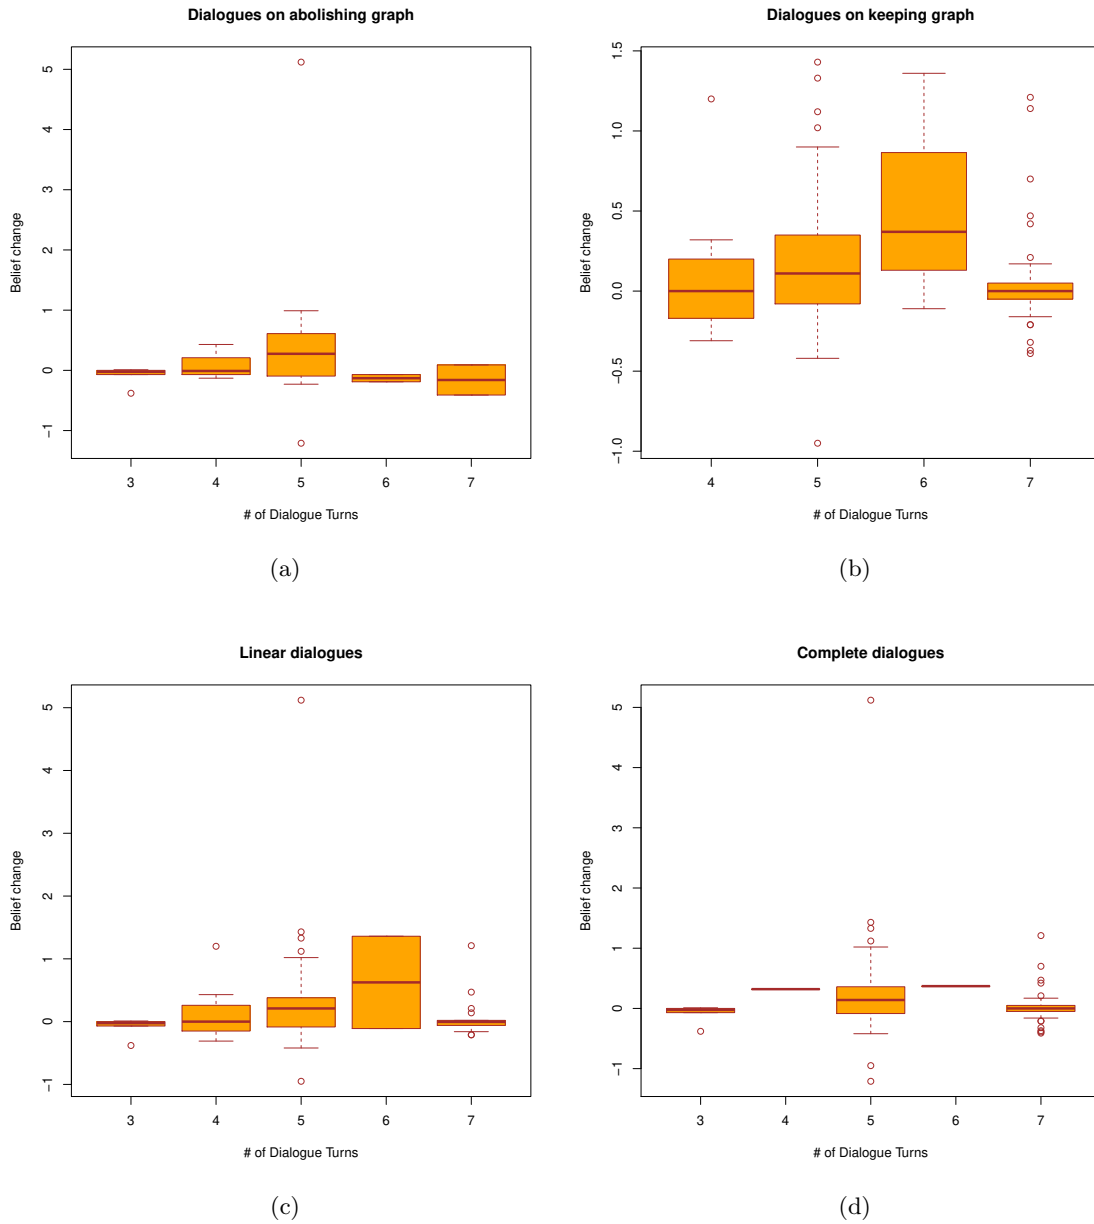 Dialogues on abolishing graph
5
4
3
2
1
0
−1
Belief change
3 4 5 6 7
# of Dialogue Turns
(a)
Dialogues on keeping graph
1.5
1.0
0.5
0.0
−0.5
−1.0
Belief change
4 5 6 7
# of Dialogue Turns
(b)
Linear dialogues
5
4
3
2
1
0
−1
Belief change
3 4 5 6 7
# of Dialogue Turns
(c)
Complete dialogues
5
4
3
2
1
0
−1
Belief change
3 4 5 6 7
# of Dialogue Turns
(d)